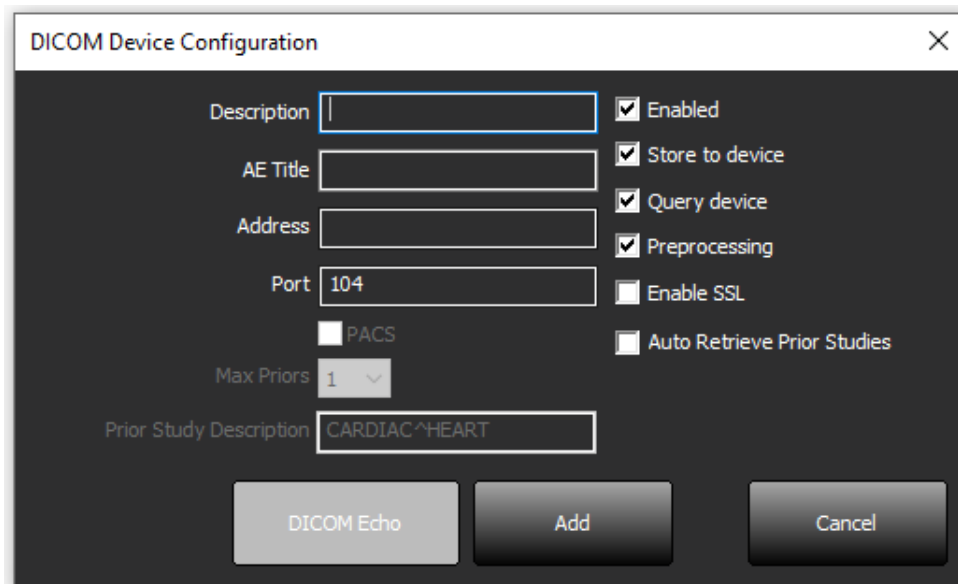 DICOM Device Configuration
Description
Enabled
AE Title
Store to device
Address
Query device
Port 104
Preprocessing
Enable SSL
PACS
Auto Retrieve Prior Studies
Max Priors 1
Prior Study Description CARDIAC^HEART
DICOM Echo Add Cancel